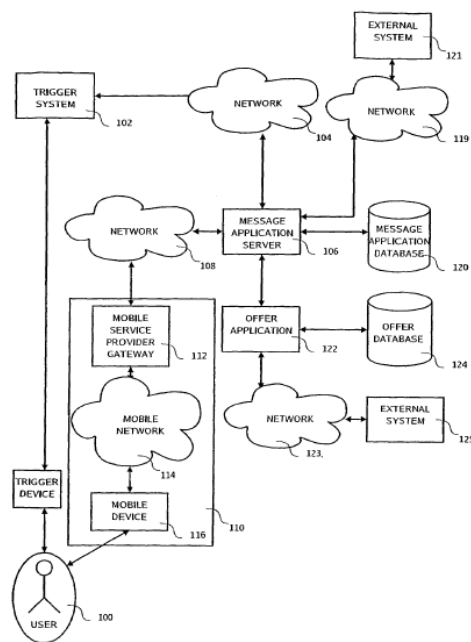 EXTERNAL
SYSTEM
121
TRIGGER
SYSTEM
102
NETWORK
104
NETWORK
119
NETWORK
108
MESSAGE
APPLICATION
SERVER
106
MESSAGE
APPLICATION
DATABASE
120
MOBILE
SERVICE
PROVIDER
GATEWAY
112
OFFER
APPLICATION
122
OFFER
DATABASE
124
MOBILE
NETWORK
114
NETWORK
123
EXTERNAL
SYSTEM
125
TRIGGER
DEVICE
MOBILE
DEVICE
116
110
USER
100